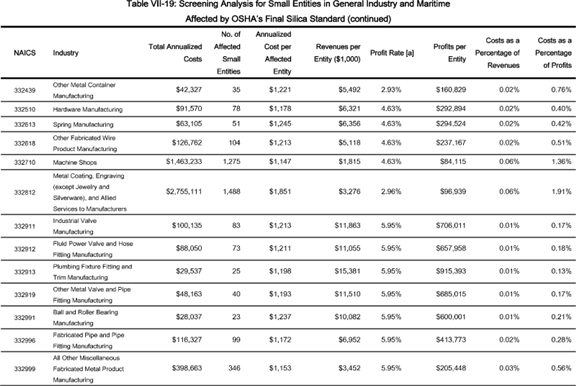 Table VII-19: Screening Analysis for Small Entities in General Industry and Maritime
Affected by OSHA's Final Silica Standard (continued)
NAICS Industry Total Annualized Costs No. of Affected Small Entities Annualized Cost per Affected Entity Revenues per Entity ($1,000) Profit Rate [a] Profits per Entity Costs as a Percentage of Revenues Costs as a Percentage of Profits
332439 Other Metal Container Manufacturing $42,327 35 $1,221 $5,492 2.93% $160,829 0.02% 0.76%
332510 Hardware Manufacturing $91,570 78 $1,178 $6,321 4.63% $292,894 0.02% 0.40%
332613 Spring Manufacturing $63,105 51 $1,245 $6,356 4.63% $294,524 0.02% 0.42%
332618 Other Fabricated Wire Product Manufacturing $126,762 104 $1,213 $5,118 4.63% $237,167 0.02% 0.51%
332710 Machine Shops $1,463,233 1,275 $1,147 $1,815 4.63% $84,115 0.06% 1.36%
332812 Metal Coating, Engraving (except Jewelry and Silverware), and Allied Services to Manufacturers $2,755,111 1,488 $1,851 $3,276 2.96% $96,939 0.06% 1.91%
332911 Industrial Valve Manufacturing $100,135 83 $1,213 $11,863 5.95% $706,011 0.01% 0.17%
332912 Fluid Power Valve and Hose Fitting Manufacturing $88,050 73 $1,211 $11,055 5.95% $657,958 0.01% 0.18%
332913 Plumbing Fixture Fitting and Trim Manufacturing $29,537 25 $1,198 $15,381 5.95% $915,393 0.01% 0.13%
332919 Other Metal Valve and Pipe Fitting Manufacturing $48,163 40 $1,193 $11,510 5.95% $685,015 0.01% 0.17%
332991 Ball and Roller Bearing Manufacturing $28,037 23 $1,237 $10,082 5.95% $600,001 0.01% 0.21%
332996 Fabricated Pipe and Pipe Fitting Manufacturing $116,327 99 $1,172 $6,952 5.95% $413,773 0.02% 0.28%
332999 All Other Miscellaneous Fabricated Metal Product Manufacturing $398,663 346 $1,153 $3,452 5.95% $205,448 0.03% 0.56%